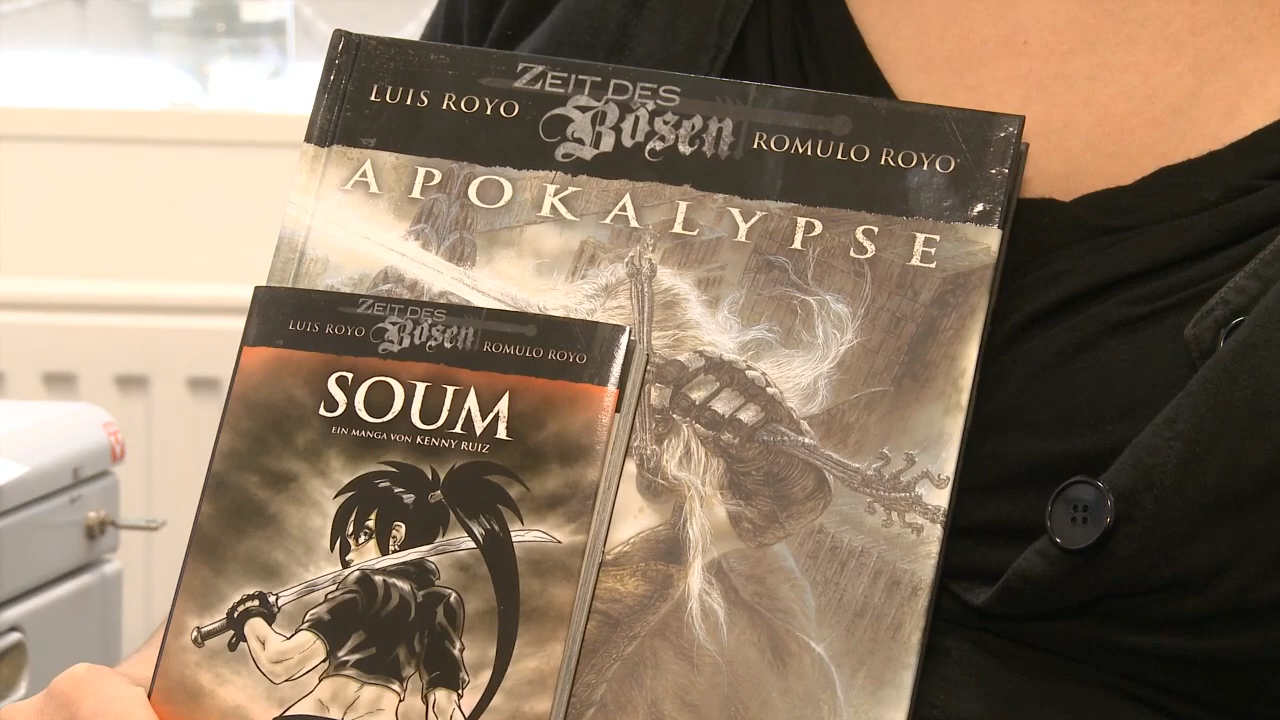 ZEIT DES
LUIS ROYO Bösen ROMULO ROYO
APOKALYPSE
ZEIT DES
LUIS ROYO Bösen ROMULO ROYO
SOUM
EIN MANGA VON KENNY RUIZ